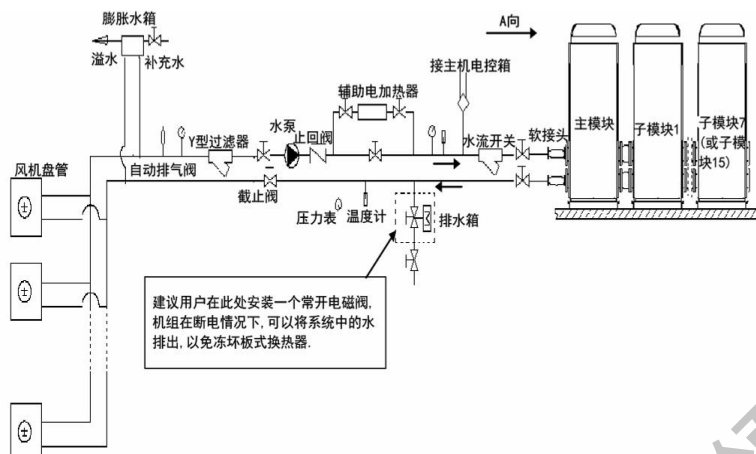 膨胀水箱
溢水
补充水
A向
接主机电控箱
辅助电加热器
水泵
止回阀
Y型过滤器
水流开关
软接头
主模块
子模块1
子模块7
(或子模
块15)
自动排气阀
风机盘管
截止阀
压力表
温度计
排水箱
建议用户在此处安装一个常开电磁阀,
机组在断电情况下,可以将系统中的水
排出,以免冻坏板式换热器.